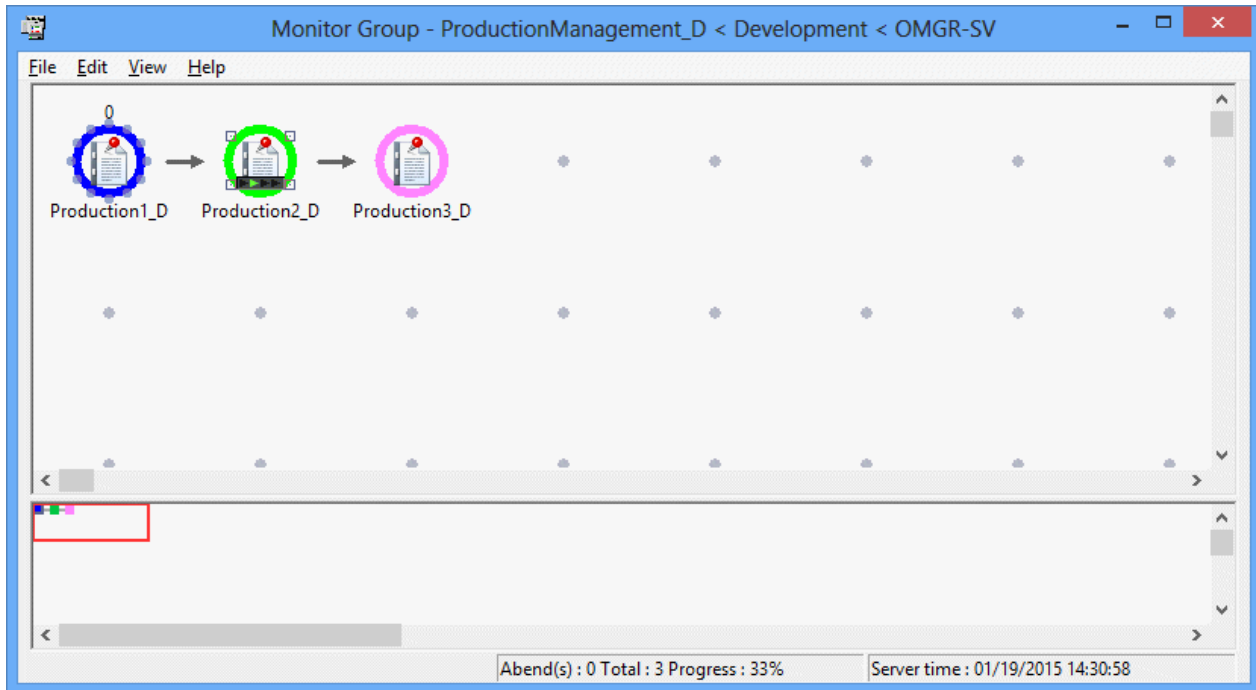 Monitor Group - ProductionManagement_D < Development < OMGR-SV
File Edit View Help
0
Production1_D Production2_D Production3_D
Abend(s) : 0 Total : 3 Progress : 33% Server time : 01/19/2015 14:30:58